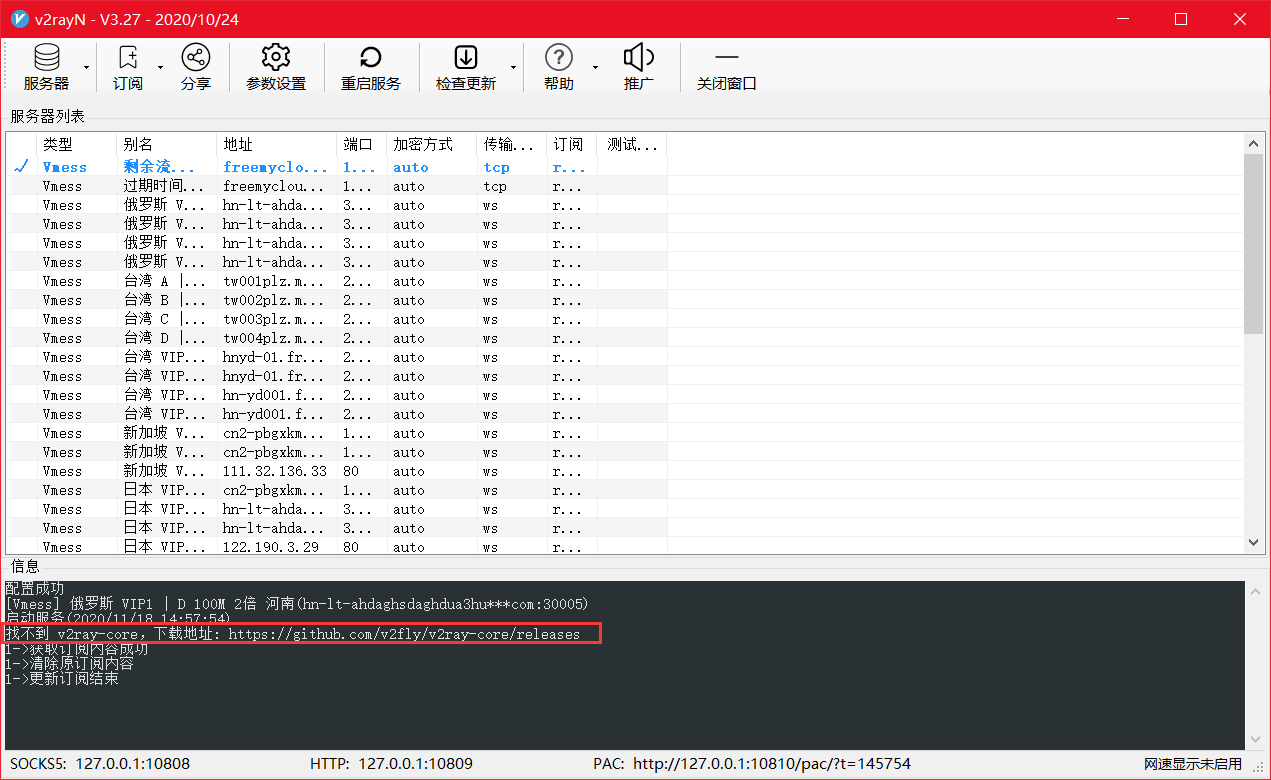 v2rayN - V3.27 - 2020/10/24
服务器 订阅 分享 参数设置 重启服务 检查更新 帮助 推广 关闭窗口
服务器列表
类型 别名 地址 端口 加密方式 传输... 订阅 测试...
Vmess 剩余流... freemyclo... 1... auto tcp r...
Vmess 过期时间... freemyclou... 1... auto tcp r...
Vmess 俄罗斯 V... hn-lt-ahda... 3... auto ws r...
Vmess 俄罗斯 V... hn-lt-ahda... 3... auto ws r...
Vmess 俄罗斯 V... hn-lt-ahda... 3... auto ws r...
Vmess 俄罗斯 V... hn-lt-ahda... 3... auto ws r...
Vmess 台湾 A |... tw001plz.m... 2... auto ws r...
Vmess 台湾 B |... tw002plz.m... 2... auto ws r...
Vmess 台湾 C |... tw003plz.m... 2... auto ws r...
Vmess 台湾 D |... tw004plz.m... 2... auto ws r...
Vmess 台湾 VIP... hnyd-01.fr... 2... auto ws r...
Vmess 台湾 VIP... hnyd-01.fr... 2... auto ws r...
Vmess 台湾 VIP... hn-yd001.f... 2... auto ws r...
Vmess 台湾 VIP... hn-yd001.f... 2... auto ws r...
Vmess 新加坡 V... cn2-pbgxkm... 1... auto ws r...
Vmess 新加坡 V... cn2-pbgxkm... 1... auto ws r...
Vmess 新加坡 V... 111.32.136.33 80 auto ws r...
Vmess 日本 VIP... cn2-pbgxkm... 1... auto ws r...
Vmess 日本 VIP... hn-lt-ahda... 3... auto ws r...
Vmess 日本 VIP... hn-lt-ahda... 3... auto ws r...
Vmess 日本 VIP... 122.190.3.29 80 auto ws r...
信息
配置成功
[Vmess] 俄罗斯 VIP1 | D 100M 2倍 河南(hn-lt-ahdaghsdaghdua3hu***com:30005)
启动服务(2020/11/18 14:57:54)
找不到 v2ray-core, 下载地址: https://github.com/v2fly/v2ray-core/releases
1->获取订阅内容成功
1->清除原订阅内容
1->更新订阅结束
SOCKS5: 127.0.0.1:10808 HTTP: 127.0.0.1:10809 PAC: http://127.0.0.1:10810/pac/?t=145754 网速显示未启用